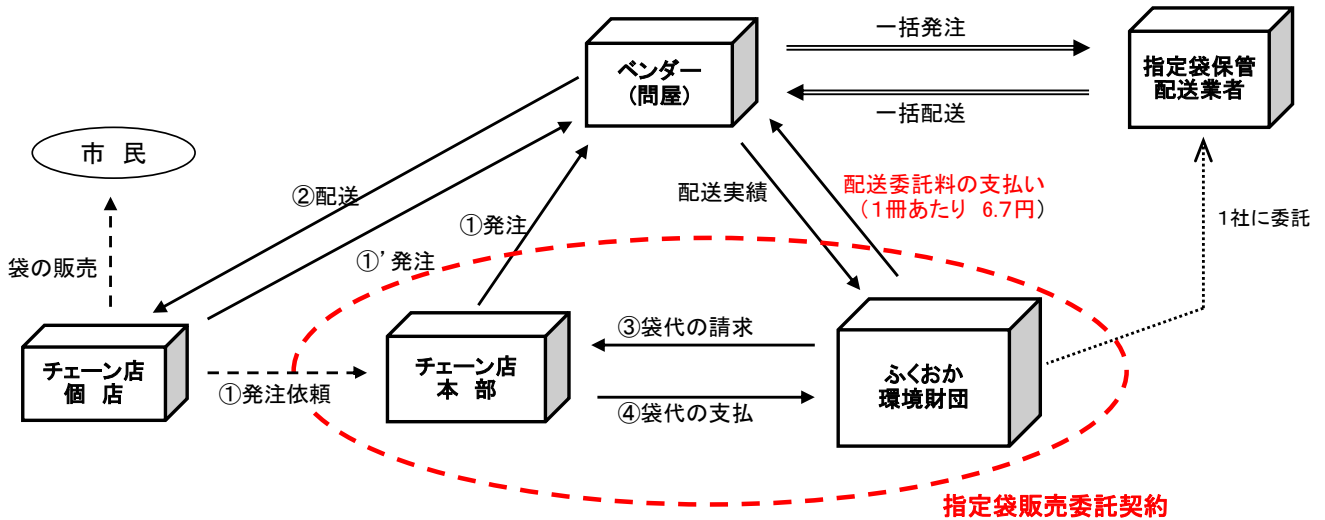 一括発注
ベンダー
(問屋)
指定袋保管
配送業者
一括配送
市 民
②配送
配送実績
配送委託料の支払い
(1冊あたり 6.7円)
①発注
1社に委託
①’発注
袋の販売
③袋代の請求
チェーン店
個 店
①発注依頼
チェーン店
本 部
ふくおか
環境財団
④袋代の支払
指定袋販売委託契約